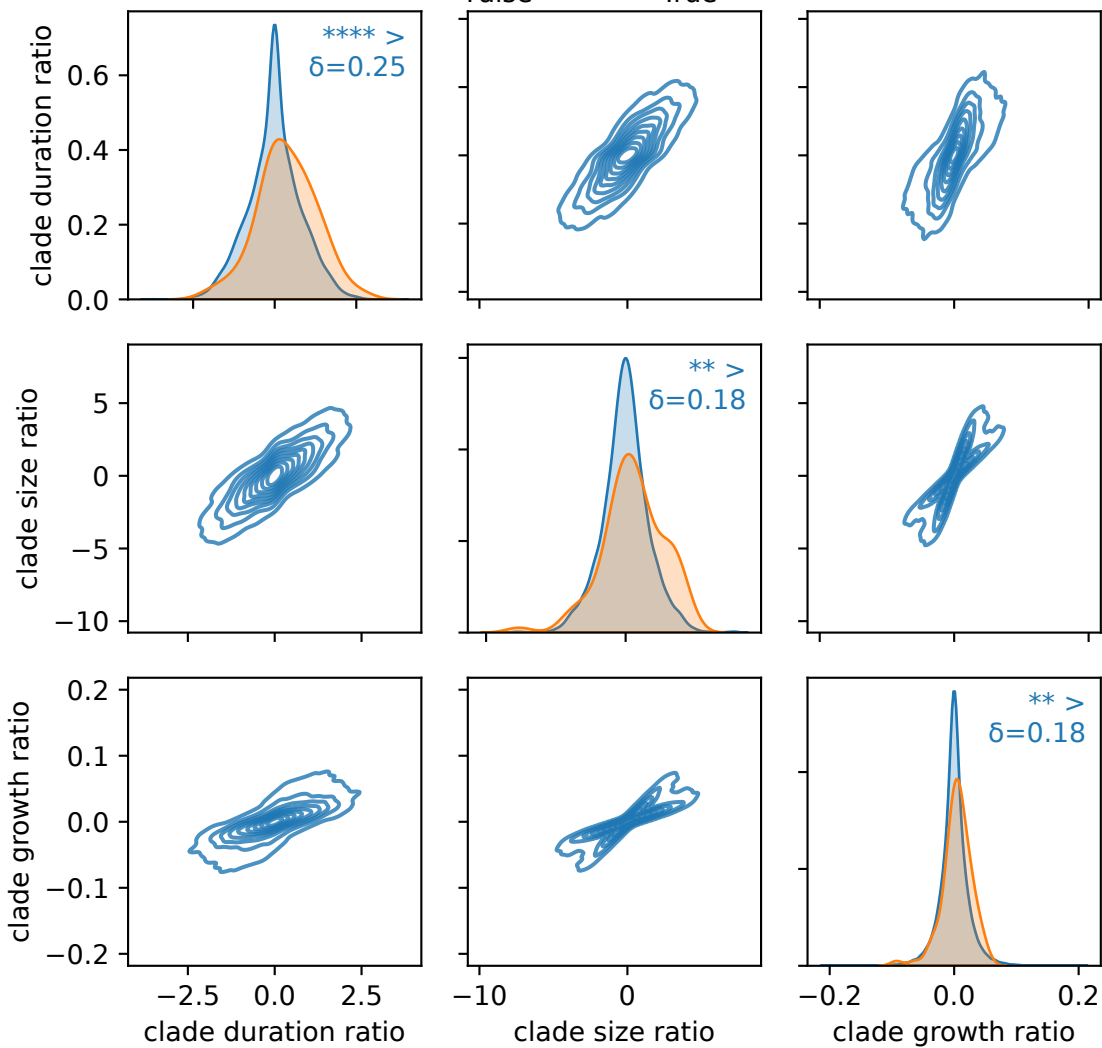 clade duration ratio
0.6
0.4
0.2
0.0
**** >
δ=0.25
clade size ratio
5
0
−5
−10
** >
δ=0.18
clade growth ratio
0.2
0.1
0.0
−0.1
−0.2
** >
δ=0.18
−2.5 0.0 2.5
−10 0
−0.2 0.0 0.2
clade duration ratio
clade size ratio
clade growth ratio